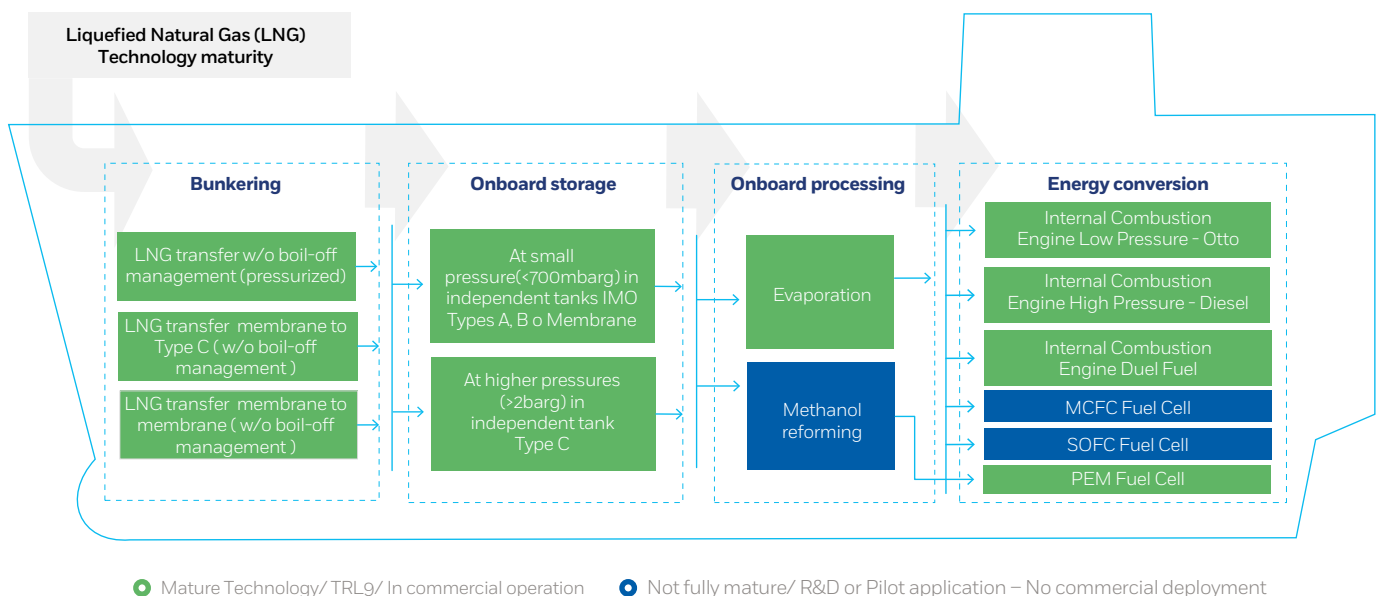 Liquefied Natural Gas (LNG)
Technology maturity
Bunkering
LNG transfer w/o boil-off
management (pressurized)
LNG transfer membrane to
Type C ( w/o boil-off
management )
LNG transfer membrane to
membrane ( w/o boil-off
management )
Onboard storage
At small
pressure(<700mbarg) in
independent tanks IMO
Types A, B o Membrane
At higher pressures
(>2barg) in
independent tank
Type C
Onboard processing
Evaporation
Methanol
reforming
Energy conversion
Internal Combustion
Engine Low Pressure - Otto
Internal Combustion
Engine High Pressure - Diesel
Internal Combustion
Engine Duel Fuel
MCFC Fuel Cell
SOFC Fuel Cell
PEM Fuel Cell
Mature Technology/ TRL9/ In commercial operation
Not fully mature/ R&D or Pilot application – No commercial deployment